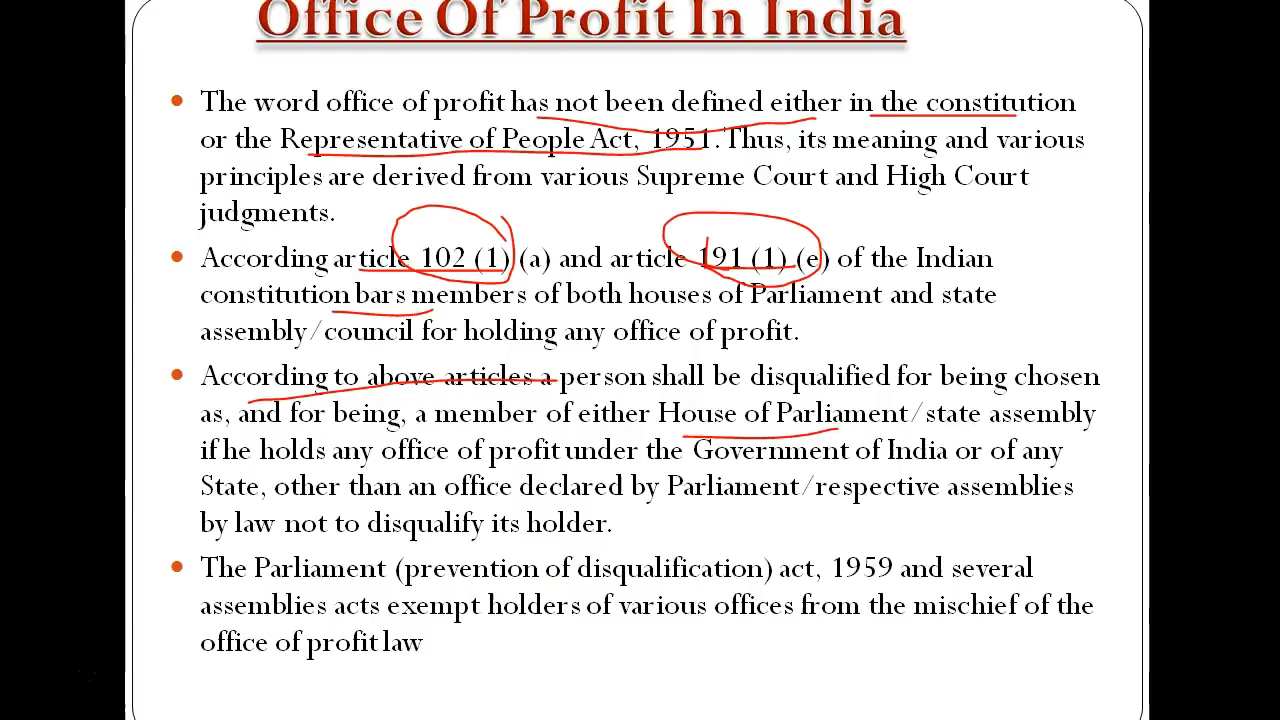 Office Of Profit In India
• The word office of profit has not been defined either in the constitution
or the Representative of People Act, 1951. Thus, its meaning and various
principles are derived from various Supreme Court and High Court
judgments.
• According article 102 (1) (a) and article 191 (1) (e) of the Indian
constitution bars members of both houses of Parliament and state
assembly/council for holding any office of profit.
• According to above articles a person shall be disqualified for being chosen
as, and for being, a member of either House of Parliament/state assembly
if he holds any office of profit under the Government of India or of any
State, other than an office declared by Parliament/respective assemblies
by law not to disqualify its holder.
• The Parliament (prevention of disqualification) act, 1959 and several
assemblies acts exempt holders of various offices from the mischief of the
office of profit law